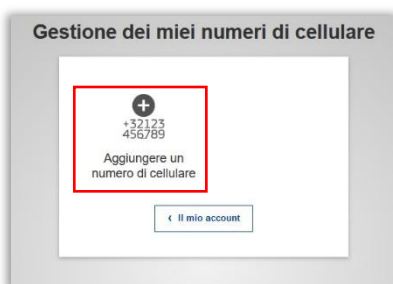 Gestione dei miei numeri di cellulare
+32123
456789
Aggiungere un
numero di cellulare
‹ Il mio account